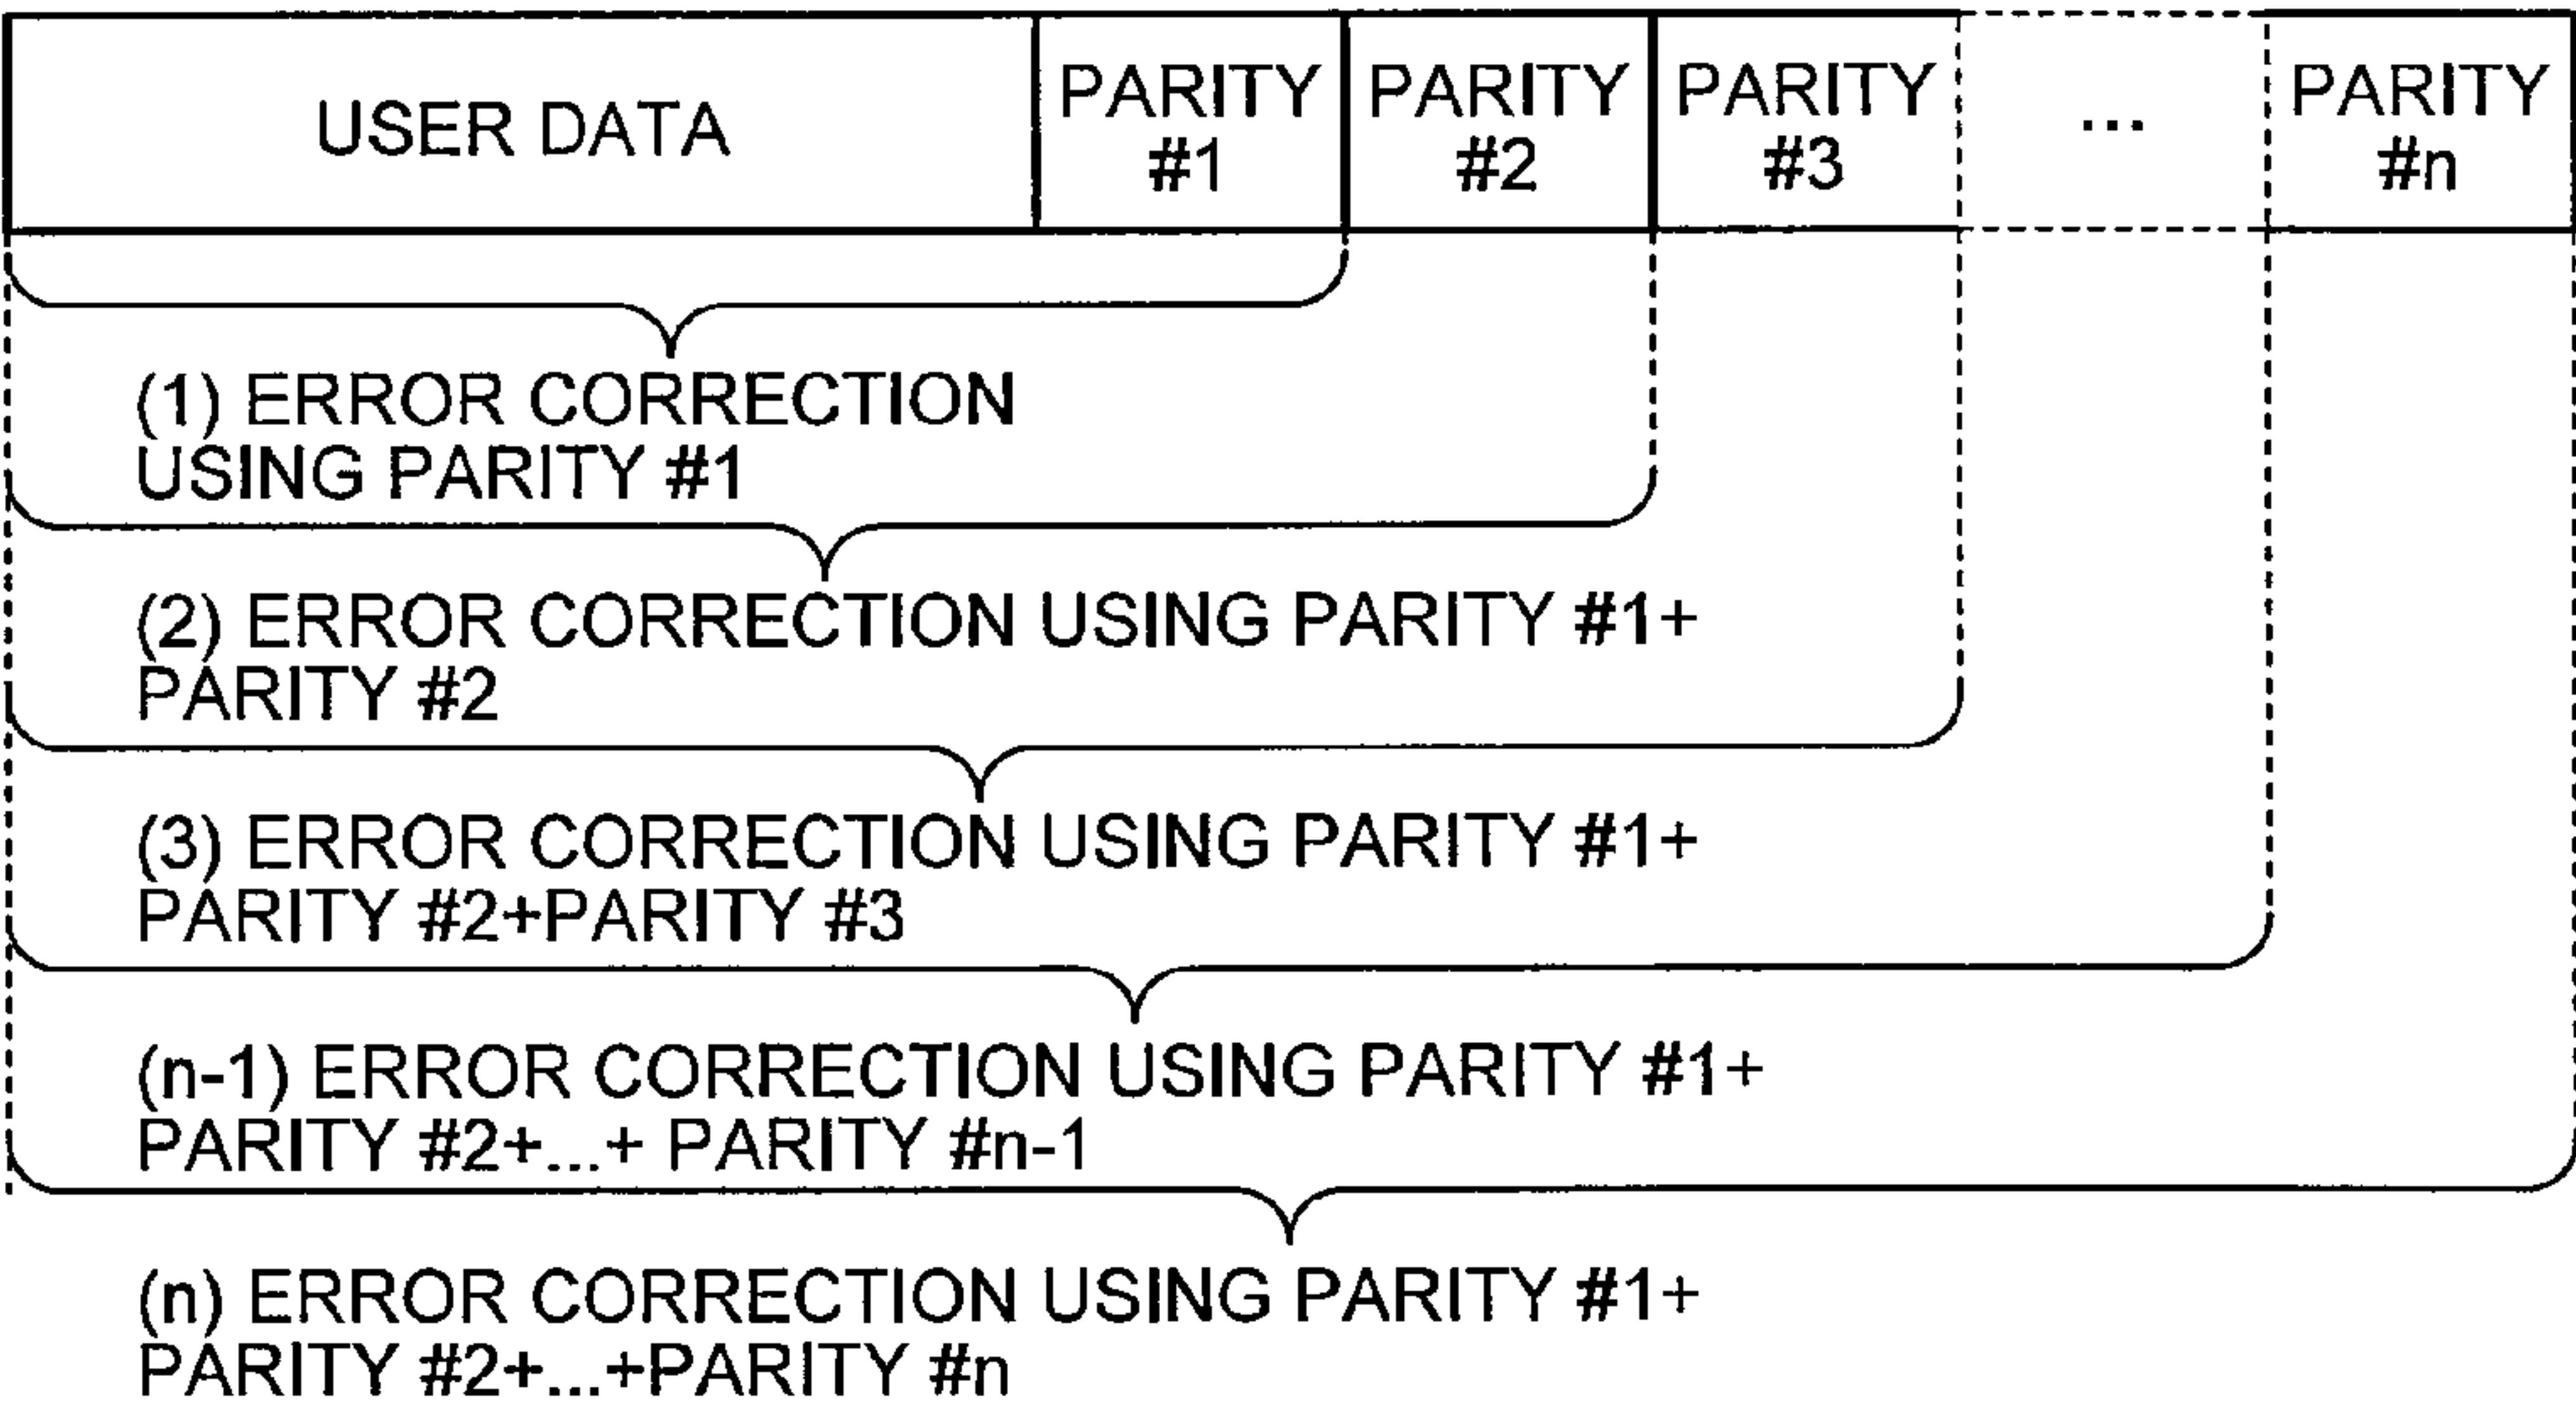 USER DATA
PARITY
#1
PARITY
#2
PARITY
#3
...
PARITY
#n
(1) ERROR CORRECTION
USING PARITY #1
(2) ERROR CORRECTION USING PARITY #1+
PARITY #2
(3) ERROR CORRECTION USING PARITY #1+
PARITY #2+PARITY #3
(n-1) ERROR CORRECTION USING PARITY #1+
PARITY #2+...+ PARITY #n-1
(n) ERROR CORRECTION USING PARITY #1+
PARITY #2+...+PARITY #n